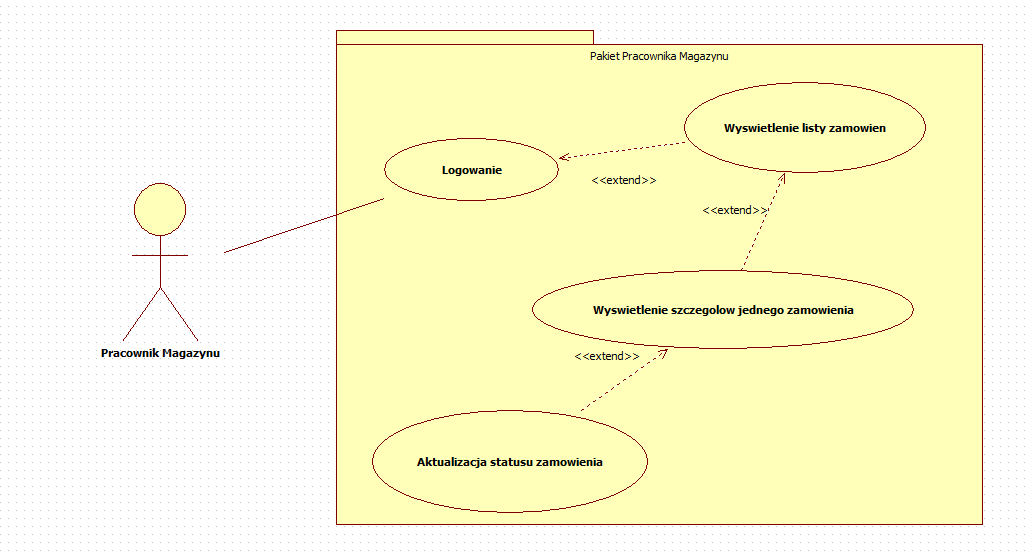 Pakiet Pracownika Magazynu
Wyswietlenie listy zamowien
Logowanie
<<extend>>
<<extend>>
Wyswietlenie szczegolow jednego zamowienia
Pracownik Magazynu
<<extend>>
Aktualizacja statusu zamowienia